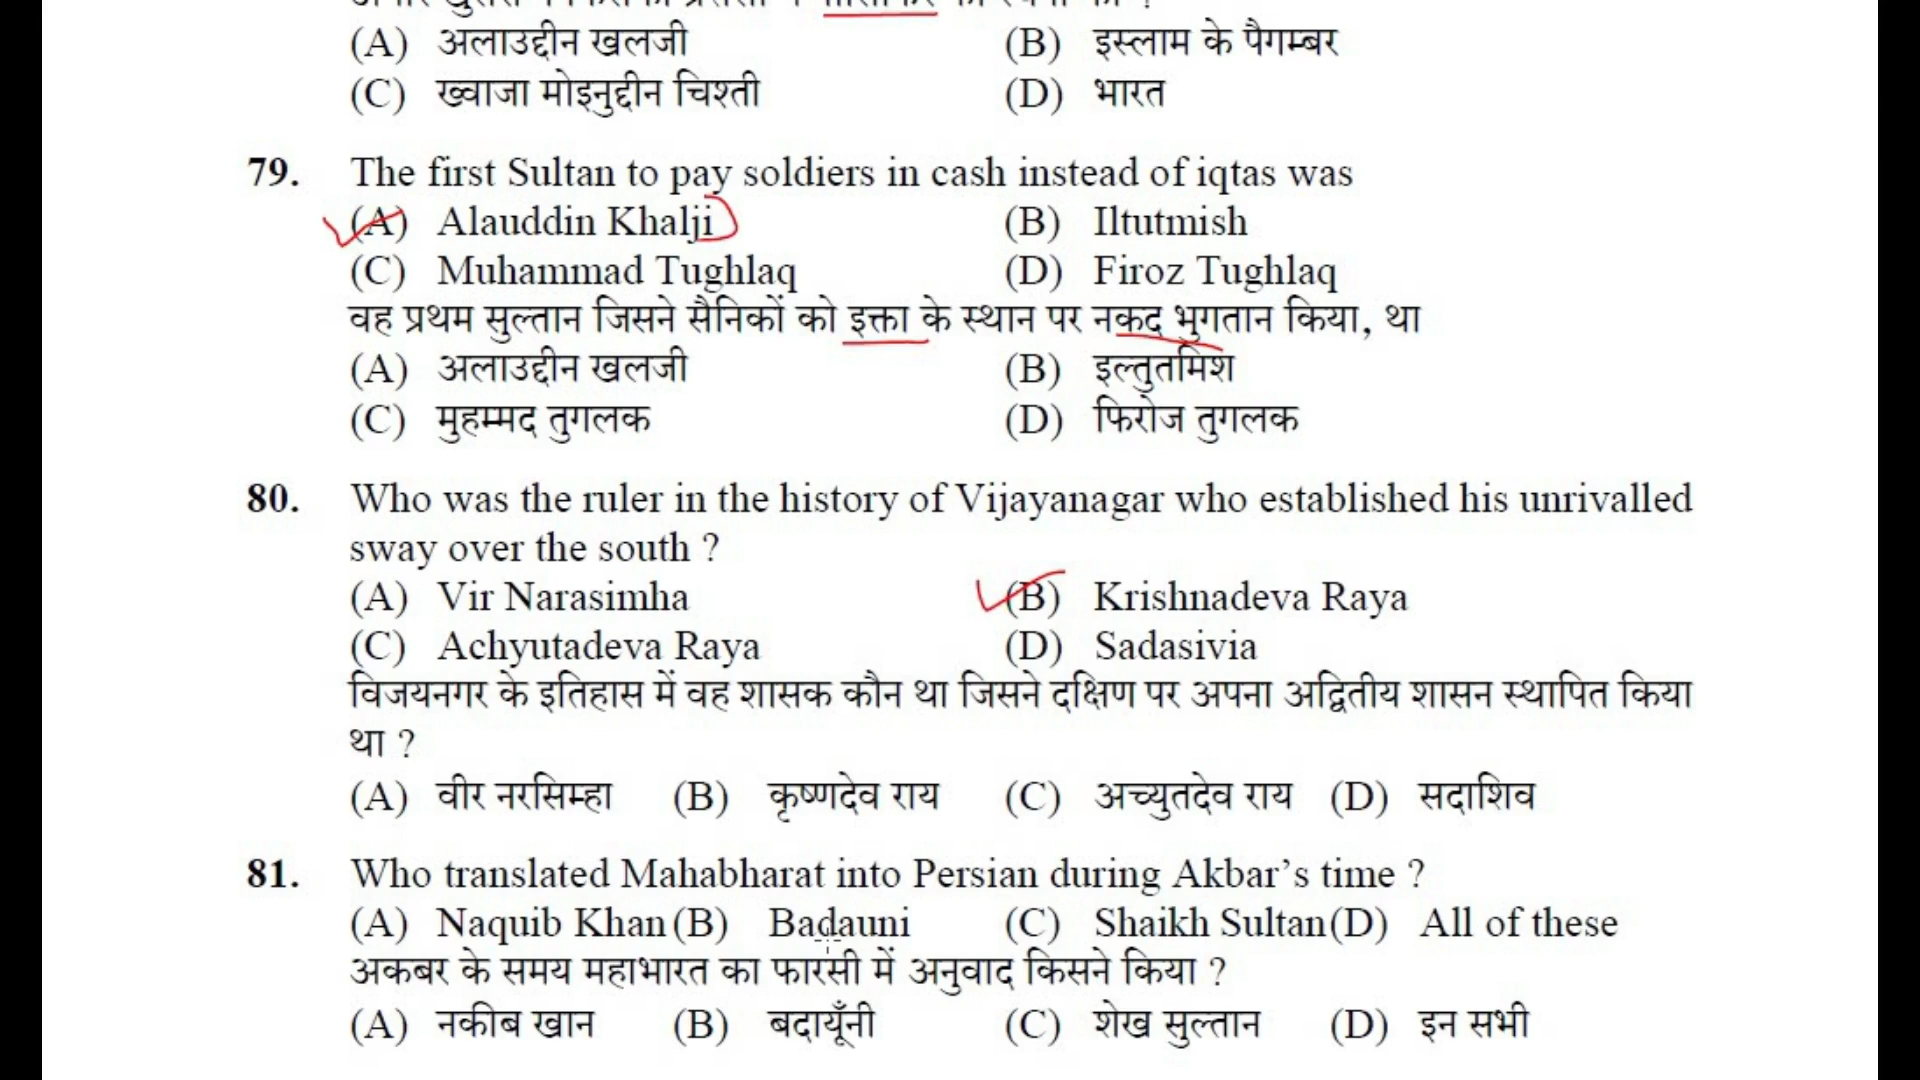 (A) अलाउद्दीन खलजी (B) इस्लाम के पैगम्बर
(C) ख्वाजा मोइनुद्दीन चिश्ती (D) भारत
79. The first Sultan to pay soldiers in cash instead of iqtas was
(A) Alauddin Khalji (B) Iltutmish
(C) Muhammad Tughlaq (D) Firoz Tughlaq
वह प्रथम सुल्तान जिसने सैनिकों को इक्ता के स्थान पर नकद भुगतान किया, था
(A) अलाउद्दीन खलजी (B) इल्तुतमिश
(C) मुहम्मद तुगलक (D) फिरोज तुगलक
80. Who was the ruler in the history of Vijayanagar who established his unrivalled
sway over the south ?
(A) Vir Narasimha (B) Krishnadeva Raya
(C) Achyutadeva Raya (D) Sadasivia
विजयनगर के इतिहास में वह शासक कौन था जिसने दक्षिण पर अपना अद्वितीय शासन स्थापित किया
था ?
(A) वीर नरसिम्हा (B) कृष्णदेव राय (C) अच्युतदेव राय (D) सदाशिव
81. Who translated Mahabharat into Persian during Akbar’s time ?
(A) Naquib Khan (B) Badauni (C) Shaikh Sultan (D) All of these
अकबर के समय महाभारत का फारसी में अनुवाद किसने किया ?
(A) नकीब खान (B) बदायूँनी (C) शेख सुल्तान (D) इन सभी